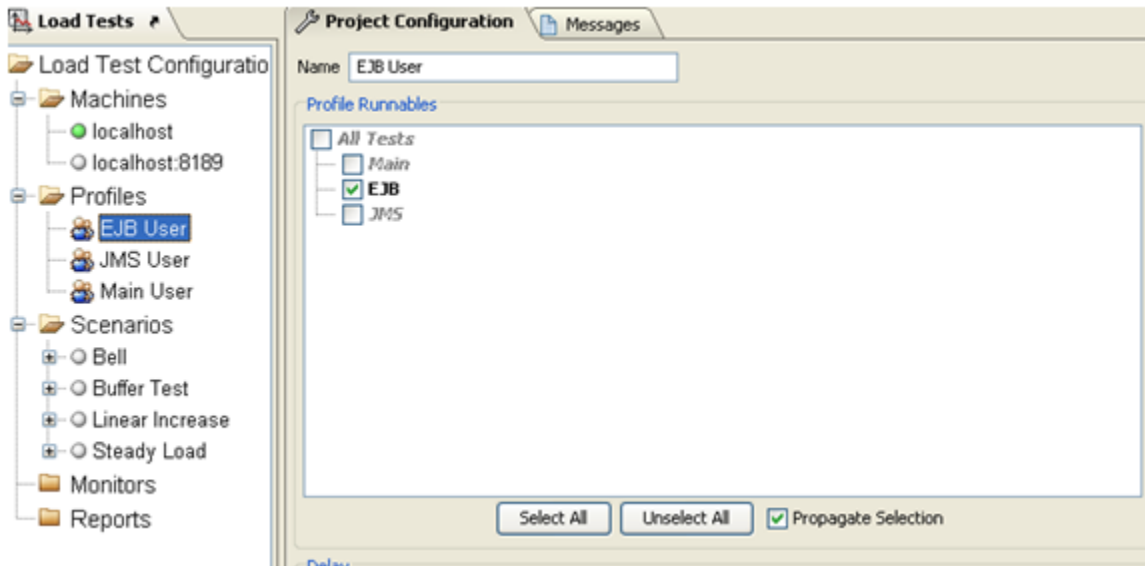 Load Tests
Load Test Configuratio
Machines
localhost
localhost:8189
Profiles
EJB User
JMS User
Main User
Scenarios
Bell
Buffer Test
Linear Increase
Steady Load
Monitors
Reports
Project Configuration Messages
Name EJB User
Profile Runnables
All Tests
Main
EJB
JMS
Select All Unselect All Propagate Selection
Delay